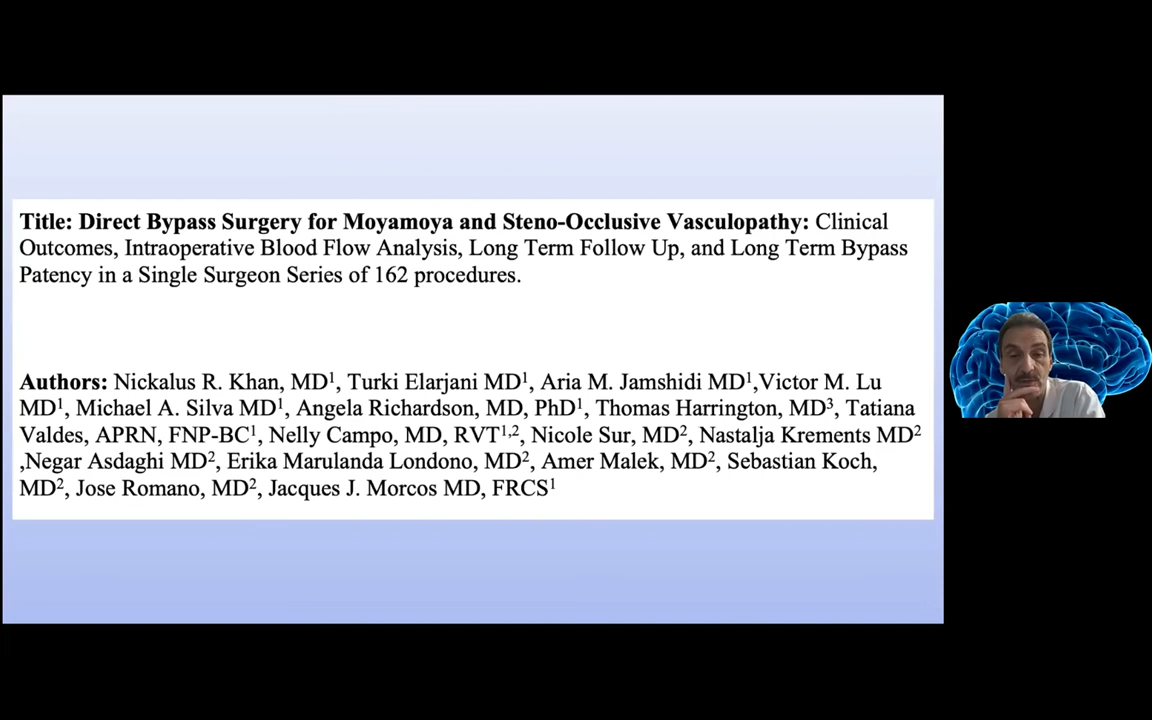 Title: Direct Bypass Surgery for Moyamoya and Steno-Occlusive Vasculopathy: Clinical
Outcomes, Intraoperative Blood Flow Analysis, Long Term Follow Up, and Long Term Bypass
Patency in a Single Surgeon Series of 162 procedures.
Authors: Nickalus R. Khan, MD¹, Turki Elarjani MD¹, Aria M. Jamshidi MD¹,Victor M. Lu
MD¹, Michael A. Silva MD¹, Angela Richardson, MD, PhD¹, Thomas Harrington, MD³, Tatiana
Valdes, APRN, FNP-BC¹, Nelly Campo, MD, RVT¹,², Nicole Sur, MD², Nastalja Krements MD²
,Negar Asdaghi MD², Erika Marulanda Londono, MD², Amer Malek, MD², Sebastian Koch,
MD², Jose Romano, MD², Jacques J. Morcos MD, FRCS¹